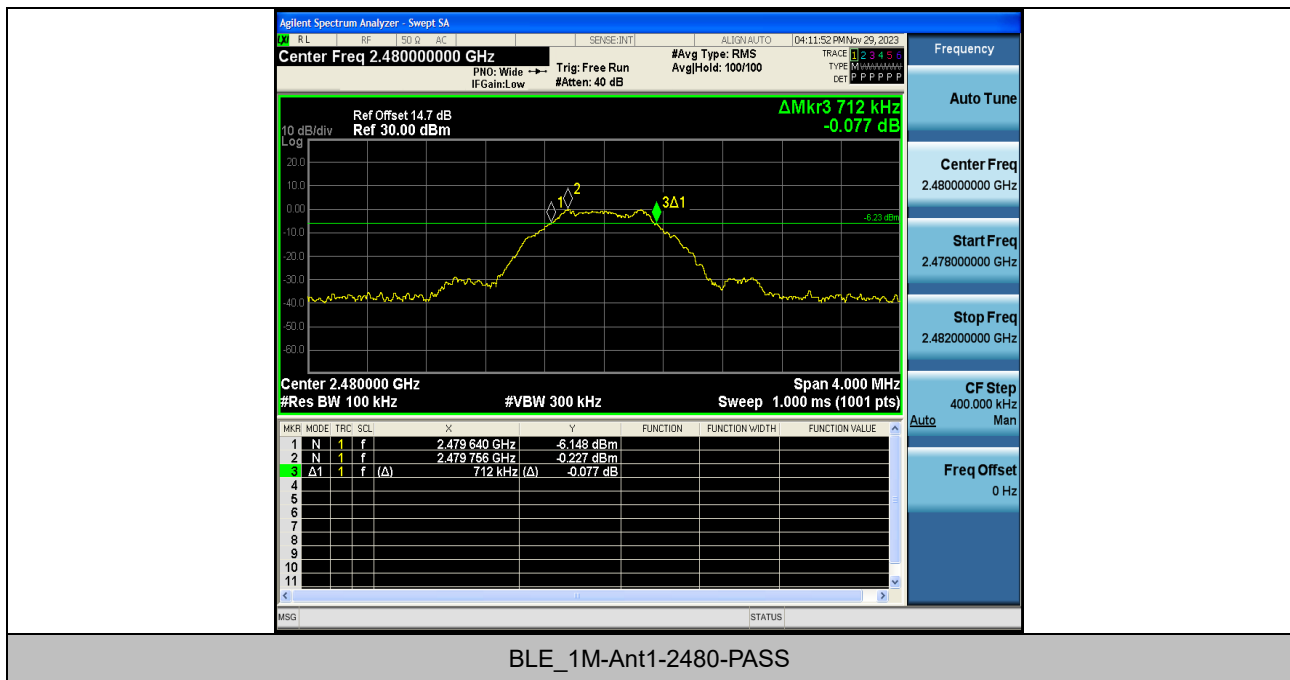 Agilent Spectrum Analyzer - Swept SA
LXI RL RF 50 Ω AC SENSE:INT ALIGN AUTO 04:11:52 PM Nov 29, 2023
Center Freq 2.480000000 GHz
PNO: Wide
IFGain:Low
Trig: Free Run
#Atten: 40 dB
#Avg Type: RMS
Avg|Hold: 100/100
TRACE 1 2 3 4 5 6
TYPE M
DET P P P P P P
ΔMkr3 712 kHz
-0.077 dB
Ref Offset 14.7 dB
10 dB/div Ref 30.00 dBm
Log
20.0
10.0
0.00
-10.0
-20.0
-30.0
-40.0
-50.0
-60.0
1
2
3Δ1
-6.23 dBm
Center 2.480000 GHz Span 4.000 MHz
#Res BW 100 kHz #VBW 300 kHz Sweep 1.000 ms (1001 pts)
MKR MODE TRC SCL X Y FUNCTION FUNCTION WIDTH FUNCTION VALUE
1 N 1 f 2.479 640 GHz -6.148 dBm
2 N 1 f 2.479 756 GHz -0.227 dBm
3 Δ1 1 f (Δ) 712 kHz (Δ) -0.077 dB
4
5
6
7
8
9
10
11
MSG STATUS
Frequency
Auto Tune
Center Freq
2.480000000 GHz
Start Freq
2.478000000 GHz
Stop Freq
2.482000000 GHz
CF Step
400.000 kHz
Auto Man
Freq Offset
0 Hz
BLE_1M-Ant1-2480-PASS